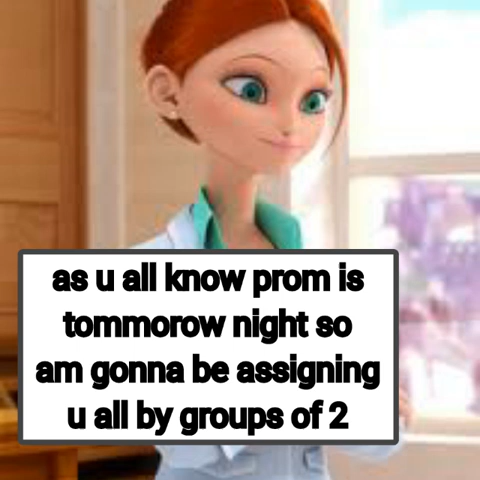 as u all know prom is
tommorow night so
am gonna be assigning
u all by groups of 2